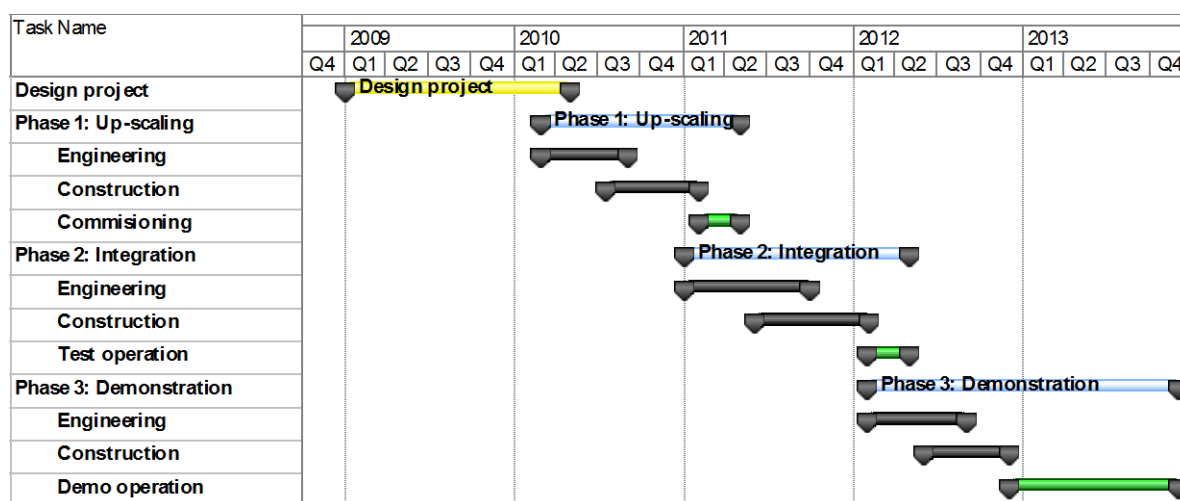 Task Name
2009 2010 2011 2012 2013
Q4 Q1 Q2 Q3 Q4 Q1 Q2 Q3 Q4 Q1 Q2 Q3 Q4 Q1 Q2 Q3 Q4 Q1 Q2 Q3 Q4
Design project Design project
Phase 1: Up-scaling Phase 1: Up-scaling
Engineering
Construction
Commisioning
Phase 2: Integration Phase 2: Integration
Engineering
Construction
Test operation
Phase 3: Demonstration Phase 3: Demonstration
Engineering
Construction
Demo operation